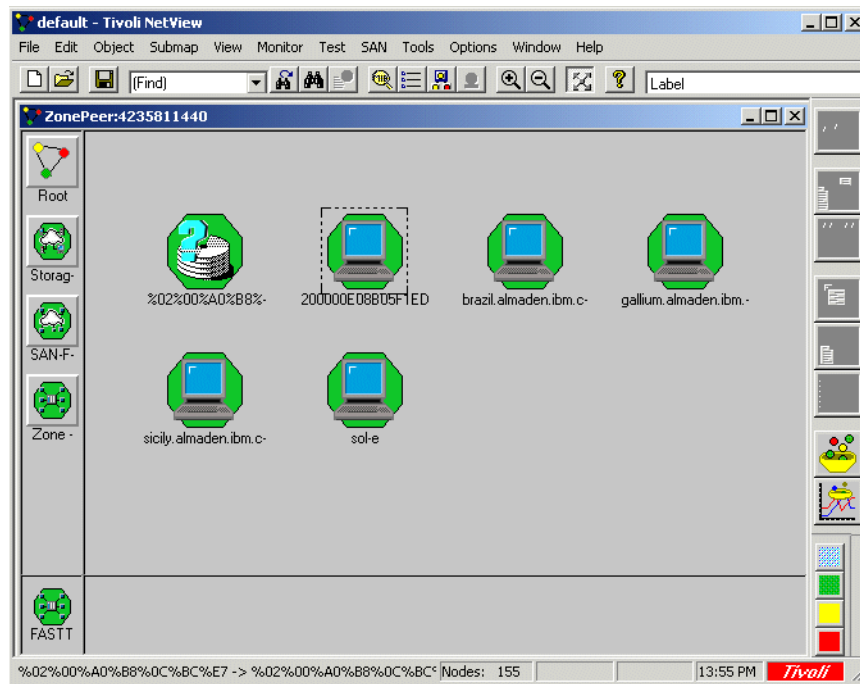 default - Tivoli NetView
File Edit Object Submap View Monitor Test SAN Tools Options Window Help
(Find)
Label
ZonePeer:4235811440
Root
Storag-
SAN-F-
Zone -
%02%00%A0%B8%-
200000E08B05F1ED
brazil.almaden.ibm.c-
gallium.almaden.ibm.-
sicily.almaden.ibm.c-
sol-e
FASTT
%02%00%A0%B8%0C%BC%E7 -> %02%00%A0%B8%0C%BC° Nodes: 155 13:55 PM Tivoli